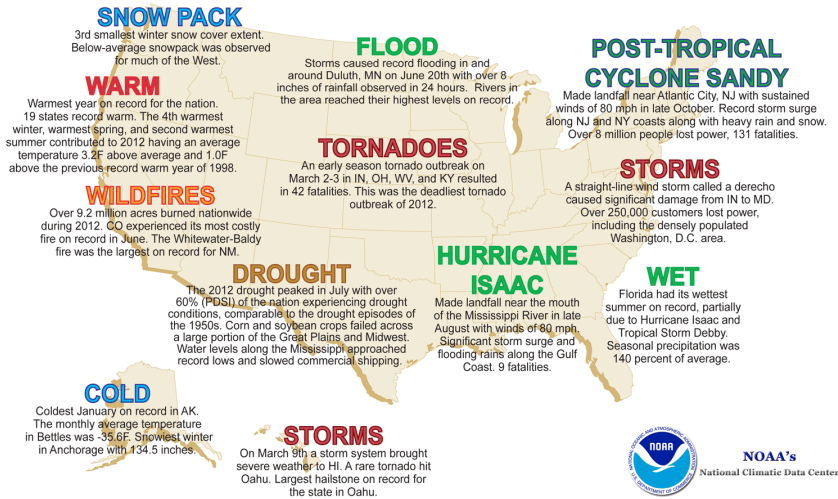 SNOW PACK
3rd smallest winter snow cover extent.
Below-average snowpack was observed
for much of the West.
FLOOD
Storms caused record flooding in and
around Duluth, MN on June 20th with over 8
inches of rainfall observed in 24 hours. Rivers in
the area reached their highest levels on record.
POST-TROPICAL
CYCLONE SANDY
Made landfall near Atlantic City, NJ with sustained
winds of 80 mph in late October. Record storm surge
along NJ and NY coasts along with heavy rain and snow.
Over 8 million people lost power, 131 fatalities.
WARM
Warmest year on record for the nation.
19 states record warm. The 4th warmest
winter, warmest spring, and second warmest
summer contributed to 2012 having an average
temperature 3.2F above average and 1.0F
above the previous record warm year of 1998.
TORNADOES
An early season tornado outbreak on
March 2-3 in IN, OH, WV, and KY resulted
in 42 fatalities. This was the deadliest tornado
outbreak of 2012.
STORMS
A straight-line wind storm called a derecho
caused significant damage from IN to MD.
Over 250,000 customers lost power,
including the densely populated
Washington, D.C. area.
WILDFIRES
Over 9.2 million acres burned nationwide
during 2012. CO experienced its most costly
fire on record in June. The Whitewater-Baldy
fire was the largest on record for NM.
DROUGHT
The 2012 drought peaked in July with over
60% (PDSI) of the nation experiencing drought
conditions, comparable to the drought episodes of
the 1950s. Corn and soybean crops failed across
a large portion of the Great Plains and Midwest.
Water levels along the Mississippi approached
record lows and slowed commercial shipping.
HURRICANE
ISAAC
Made landfall near the mouth
of the Mississippi River in late
August with winds of 80 mph.
Significant storm surge and
flooding rains along the Gulf
Coast. 9 fatalities.
WET
Florida had its wettest
summer on record, partially
due to Hurricane Isaac and
Tropical Storm Debby.
Seasonal precipitation was
140 percent of average.
COLD
Coldest January on record in AK.
The monthly average temperature
in Bettles was -35.6F. Snowiest winter
in Anchorage with 134.5 inches.
STORMS
On March 9th a storm system brought
severe weather to HI. A rare tornado hit
Oahu. Largest hailstone on record for
the state in Oahu.
NATIONAL OCEANIC AND ATMOSPHERIC ADMINISTRATION
NOAA
U.S. DEPARTMENT OF COMMERCE
NOAA's
National Climatic Data Center